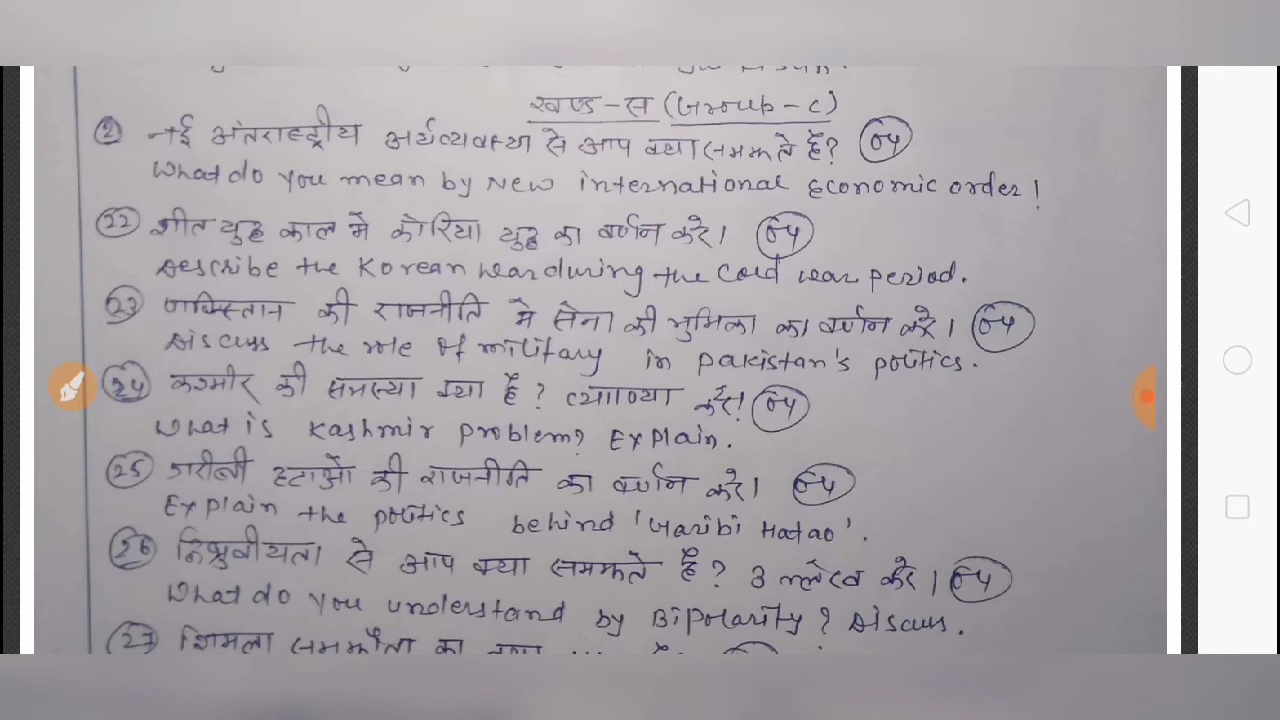 खण्ड-स (Group-c)
② नई अंतराष्ट्रीय अर्थव्यवस्था से आप क्या समझते हैं? 04
What do you mean by New international Economic order!
22 शीत युद्ध काल मे कोरिया युद्ध का वर्णन करे। 04
Describe the Korean war during the Cold war period.
23 पाकिस्तान की राजनीति मे सेना की भुमिका का वर्णन करे। 04
Discuss the role of military in pakistan's politics.
24 कश्मीर की समस्या क्या है? व्याख्या करें! 04
What is Kashmir problem? Explain.
25 गरीबी हटाओ की राजनीति का वर्णन करे। 04
Explain the politics behind 'Garibi Hatao'.
26 द्विध्रुवीयता से आप क्या समझते है? उल्लेख करे। 04
What do you understand by Bipolarity? Discuss.
27 शिमला समझौता का